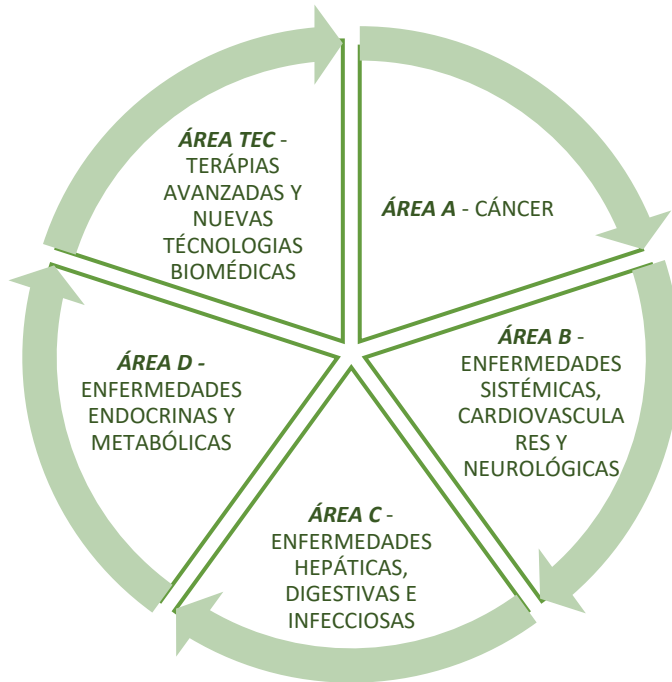 ÁREA TEC -
TERÁPIAS
AVANZADAS Y
NUEVAS
TÉCNOLOGIAS
BIOMÉDICAS
ÁREA A - CÁNCER
ÁREA B -
ENFERMEDADES
SISTÉMICAS,
CARDIOVASCULA
RES Y
NEUROLÓGICAS
ÁREA C -
ENFERMEDADES
HEPÁTICAS,
DIGESTIVAS E
INFECCIOSAS
ÁREA D -
ENFERMEDADES
ENDOCRINAS Y
METABÓLICAS